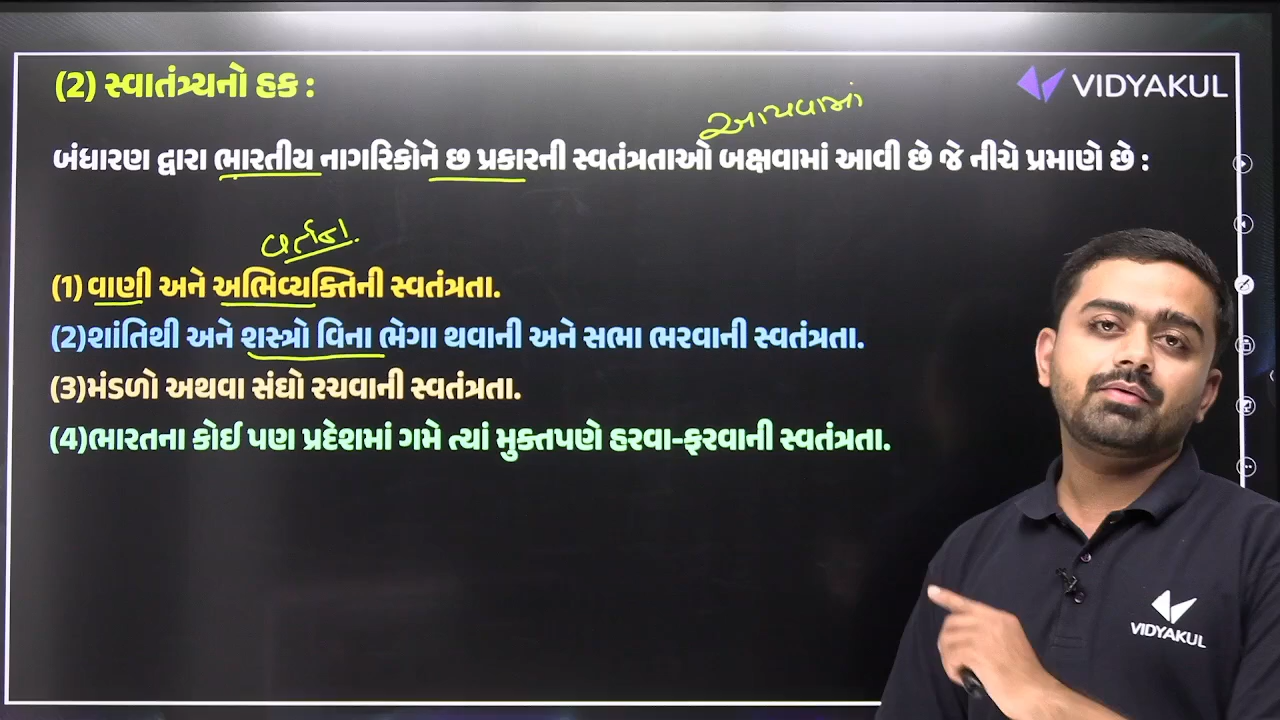 (2) સ્વાતંત્ર્યનો હક :
VIDYAKUL
આપવામાં
બંધારણ દ્વારા ભારતીય નાગરિકોને છ પ્રકારની સ્વતંત્રતાઓ બક્ષવામાં આવી છે જે નીચે પ્રમાણે છે :
વર્તન
(1) વાણી અને અભિવ્યક્તિની સ્વતંત્રતા.
(2)શાંતિથી અને શસ્ત્રો વિના ભેગા થવાની અને સભા ભરવાની સ્વતંત્રતા.
(3)મંડળો અથવા સંઘો રચવાની સ્વતંત્રતા.
(4)ભારતના કોઈ પણ પ્રદેશમાં ગમે ત્યાં મુક્તપણે હરવા-ફરવાની સ્વતંત્રતા.
VIDYAKUL